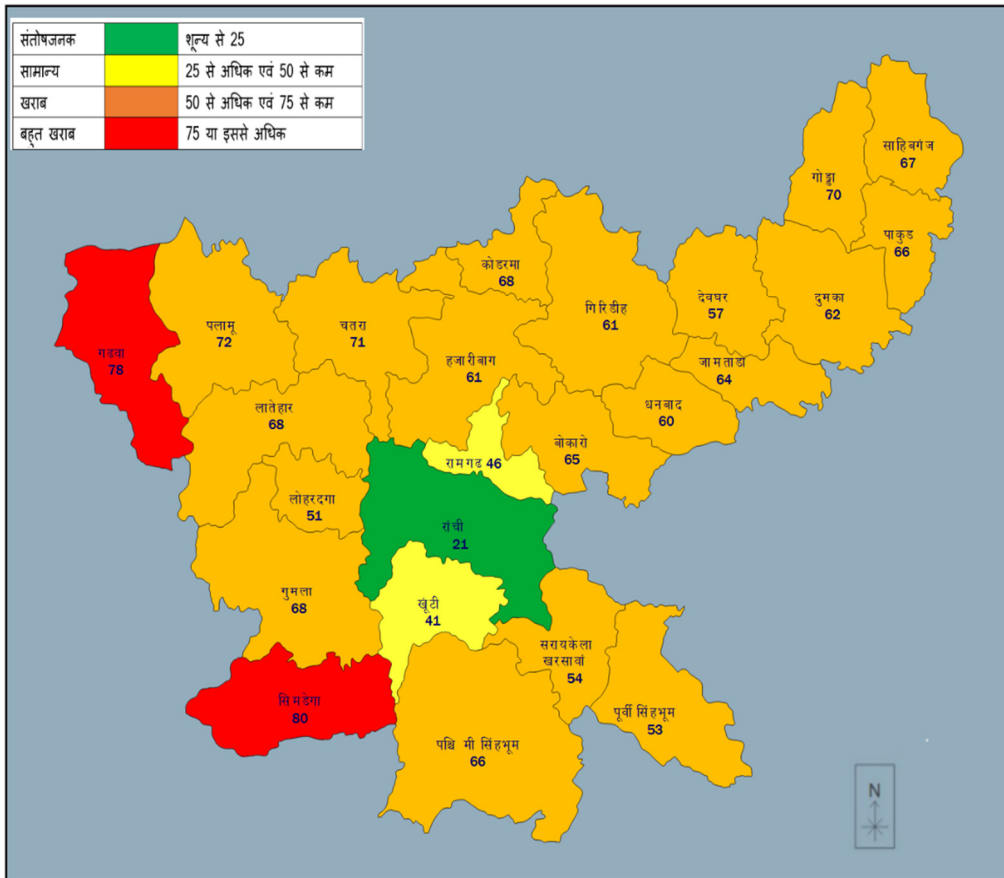 संतोषजनक शून्य से 25
सामान्य 25 से अधिक एवं 50 से कम
खराब 50 से अधिक एवं 75 से कम
बहुत खराब 75 या इससे अधिक
साहिबगंज
67
गोड्डा
70
पाकुड
66
कोडरमा
68
देवघर
57
दुमका
62
गिरिडीह
61
पलामू
72
चतरा
71
गढवा
78
हजारीबाग
61
जामताडा
64
लातेहार
68
धनबाद
60
बोकारो
65
रामगढ 46
लोहरदगा
51
रांची
21
गुमला
68
खूंटी
41
सरायकेला
खरसावां
54
सिमडेगा
80
पूर्वी सिंहभूम
53
पश्चि मी सिंहभूम
66
N